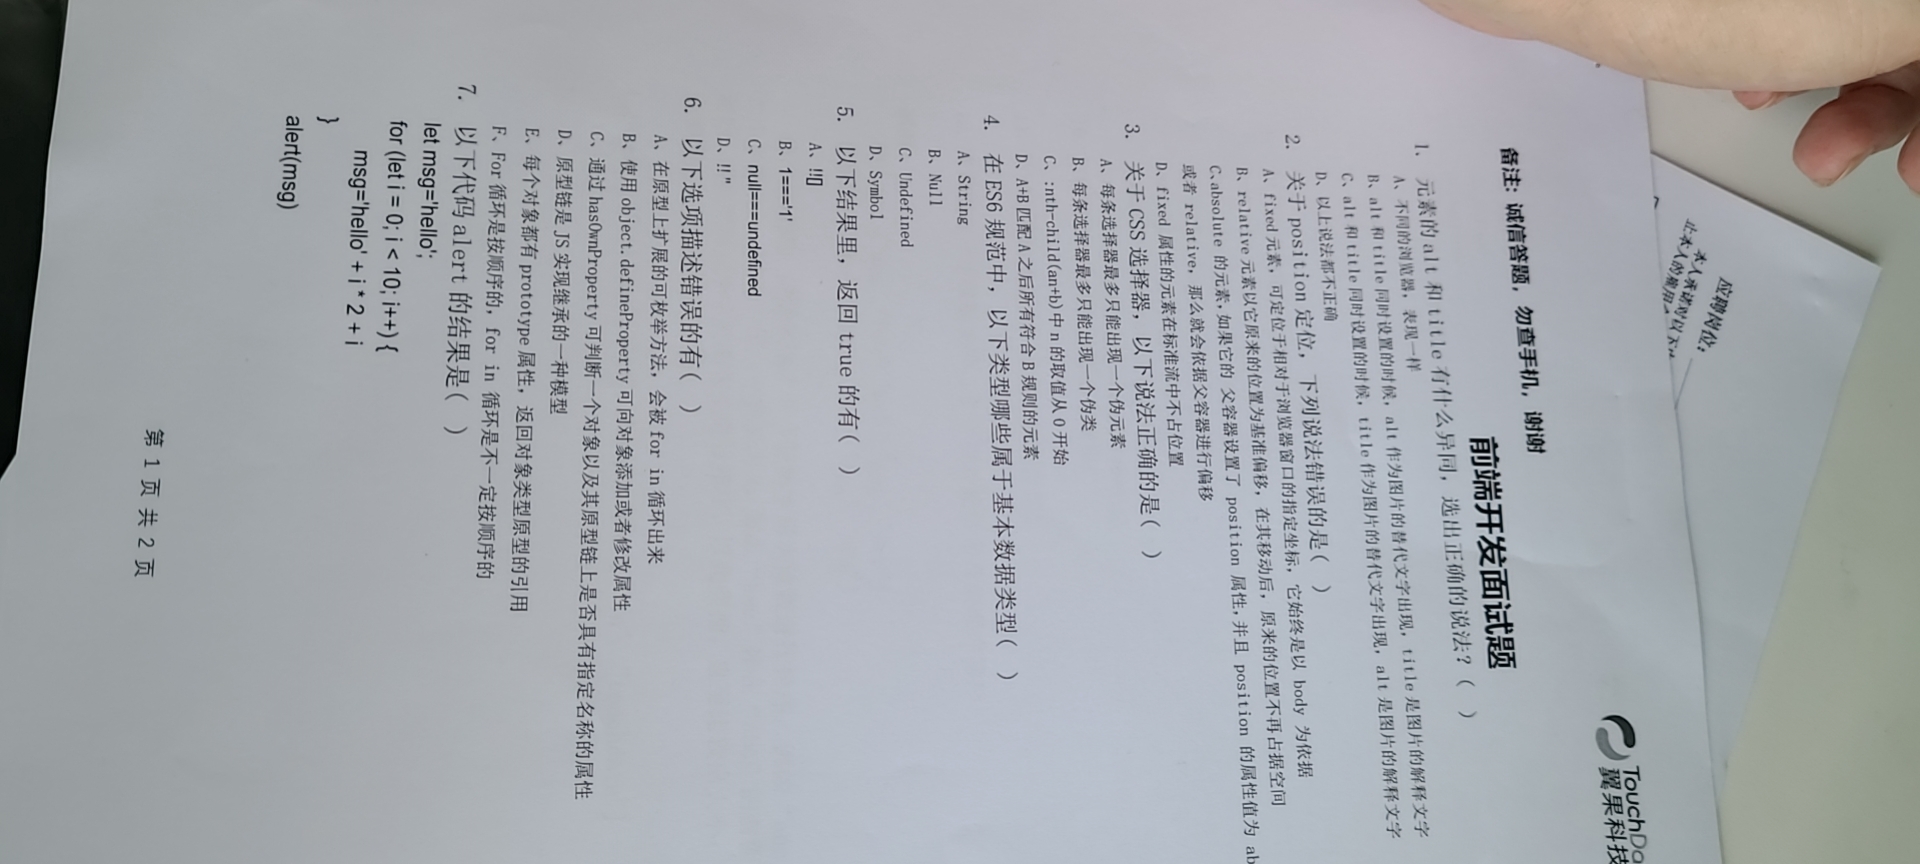 TouchDa
翼果科技
前端开发面试题
备注: 诚信答题，勿查手机，谢谢
1. 元素的 alt 和 title 有什么异同，选出正确的说法？( )
A、不同的浏览器，表现一样
B、alt 和 title 同时设置的时候，alt 作为图片的替代文字出现，title 是图片的解释文字
C、alt 和 title 同时设置的时候，title 作为图片的替代文字出现，alt 是图片的解释文字
D、以上说法都不正确
2. 关于 position 定位，下列说法错误的是( )
A、fixed 元素，可定位于相对于浏览器窗口的指定坐标，它始终是以 body 为依据
B、relative 元素以它原来的位置为基准偏移，在其移动后，原来的位置不再占据空间
C.absolute 的元素,如果它的 父容器设置了 position 属性,并且 position 的属性值为 ab
或者 relative，那么就会依据父容器进行偏移
D、fixed 属性的元素在标准流中不占位置
3. 关于 CSS 选择器，以下说法正确的是( )
A、每条选择器最多只能出现一个伪元素
B、每条选择器最多只能出现一个伪类
C、:nth-child(an+b)中 n 的取值从 0 开始
D、A+B 匹配 A 之后所有符合 B 规则的元素
4. 在 ES6 规范中，以下类型哪些属于基本数据类型( )
A、String
B、Null
C、Undefined
D、Symbol
5. 以下结果里，返回 true 的有( )
A、!![]
B、1==='1'
C、null===undefined
D、!!''
6. 以下选项描述错误的有( )
A、在原型上扩展的可枚举方法，会被 for in 循环出来
B、使用 object.defineProperty 可向对象添加或者修改属性
C、通过 hasOwnProperty 可判断一个对象以及其原型链上是否具有指定名称的属性
D、原型链是 JS 实现继承的一种模型
E、每个对象都有 prototype 属性，返回对象类型原型的引用
F、For 循环是按顺序的，for in 循环是不一定按顺序的
7. 以下代码 alert 的结果是( )
let msg='hello';
for (let i = 0; i < 10; i++) {
msg='hello' + i * 2 + i
}
alert(msg)
第 1 页 共 2 页
应聘岗位: